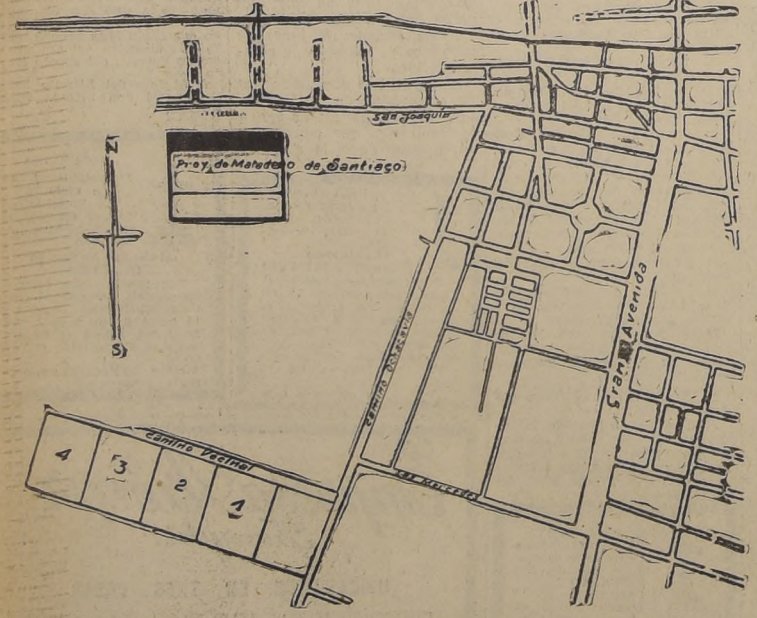 San Joaquin
N
Proy. de Matadero de Santiago
S
Gran Avenida
Camino Ochagavia
Camino Vecinal
4
3
2
1